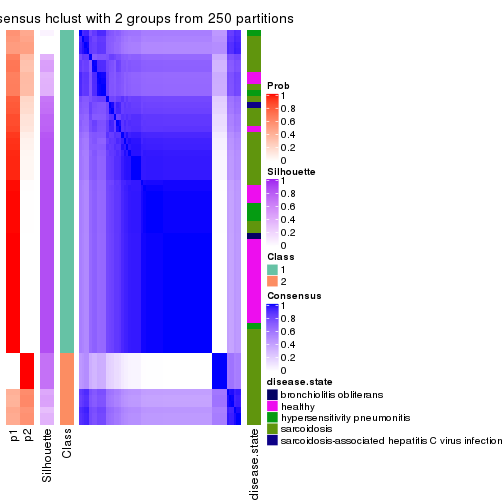 sensus hclust with 2 groups from 250 partitions
Prob
1
0.8
0.6
0.4
0.2
0
Silhouette
1
0.8
0.6
0.4
0.2
0
Class
1
2
Consensus
1
0.8
0.6
0.4
0.2
0
disease.state
bronchiolitis obliterans
healthy
hypersensitivity pneumonitis
sarcoidosis
sarcoidosis-associated hepatitis C virus infection
p1
p2
Silhouette
Class
disease.state